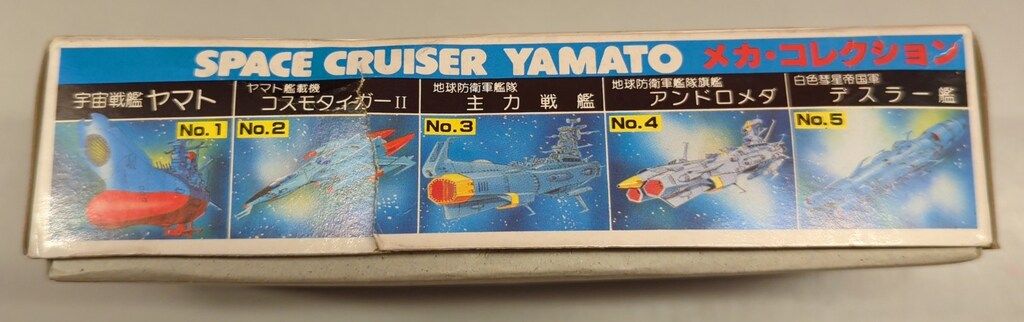 SPACE CRUISER YAMATO メカ・コレクション
宇宙戦艦 ヤマト
No.1
ヤマト艦載機
コスモタイガーII
No.2
地球防衛軍艦隊
主力戦艦
No.3
地球防衛軍艦隊旗艦
アンドロメダ
No.4
白色彗星帝国軍
デスラー艦
No.5